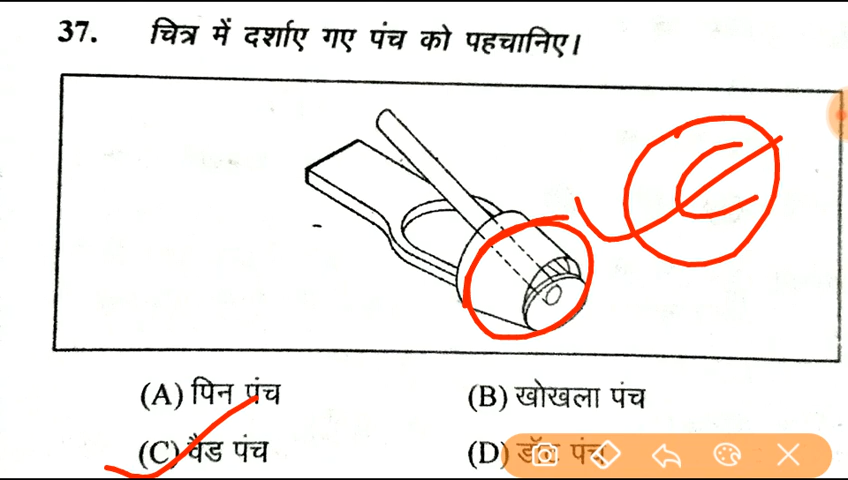 37. चित्र में दर्शाए गए पंच को पहचानिए।
C
(A) पिन पंच
(B) खोखला पंच
(C) वैड पंच
(D) डॉट पंच